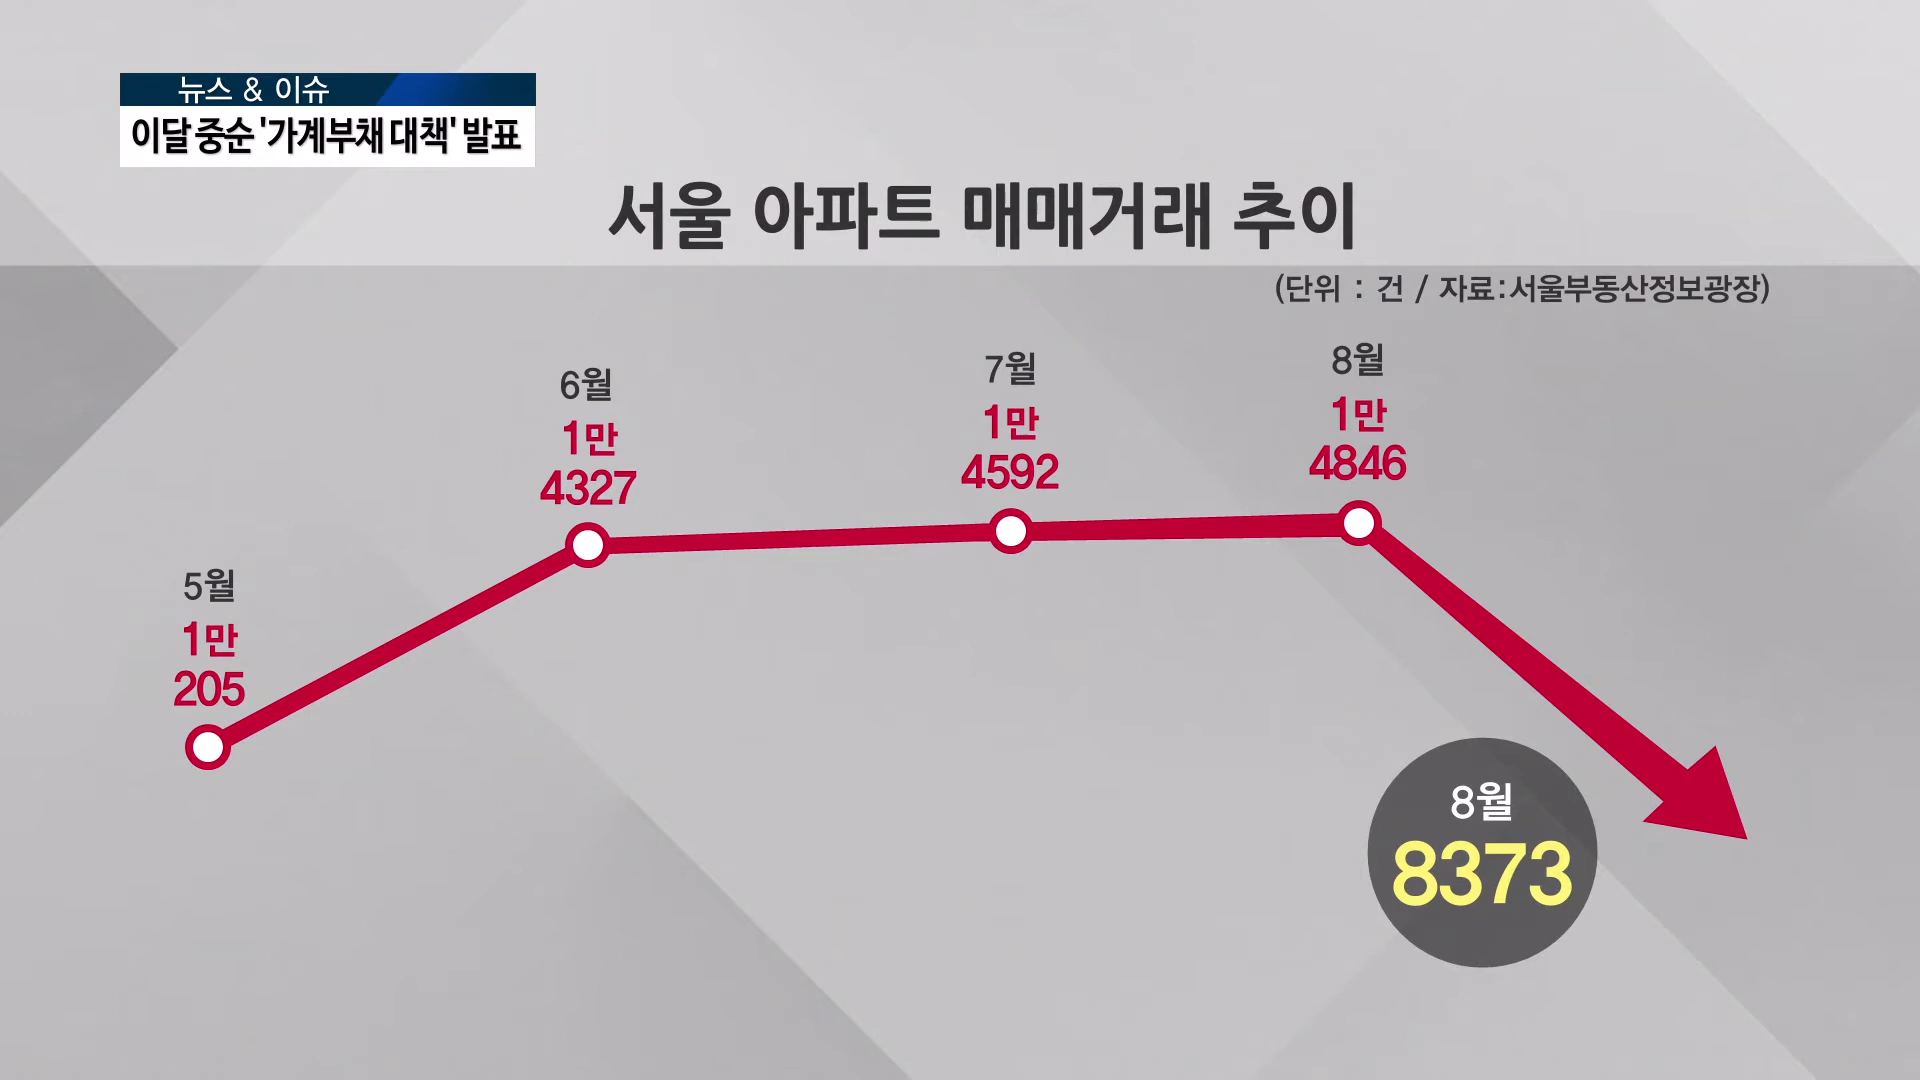 뉴스 & 이슈
이달 중순 '가계부채 대책' 발표
서울 아파트 매매거래 추이
(단위 : 건 / 자료:서울부동산정보광장)
5월
1만
205
6월
1만
4327
7월
1만
4592
8월
1만
4846
8월
8373